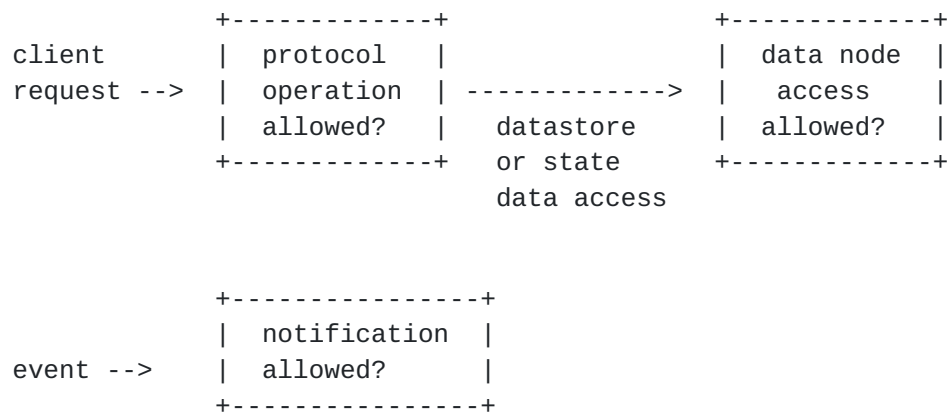 +-------------+                 +-------------+
client       |  protocol   |                 |  data node  |
request -->  |  operation  | ------------->  |   access    |
             |  allowed?   |   datastore     |  allowed?   |
             +-------------+   or state      +-------------+
                               data access
             +----------------+
             |  notification  |
event -->    |  allowed?      |
             +----------------+